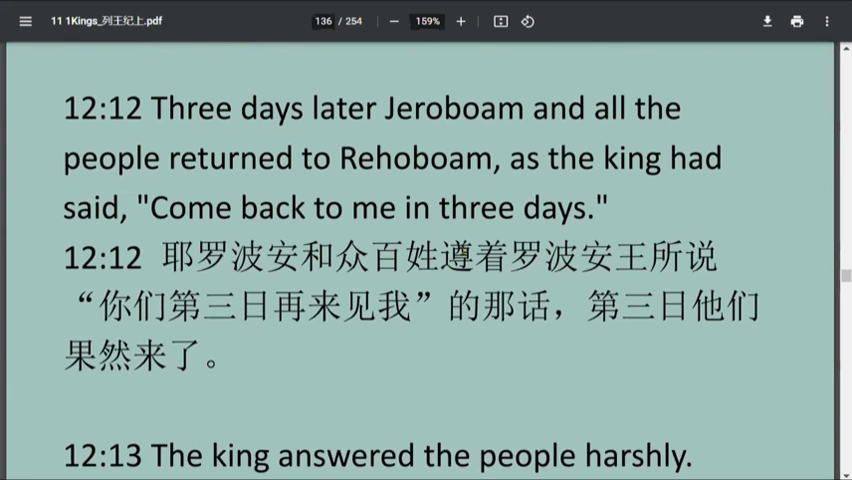 11 1Kings_列王纪上.pdf
136 / 254
159%
12:12 Three days later Jeroboam and all the
people returned to Rehoboam, as the king had
said, "Come back to me in three days."
12:12 耶罗波安和众百姓遵着罗波安王所说
“你们第三日再来见我”的那话，第三日他们
果然来了。
12:13 The king answered the people harshly.